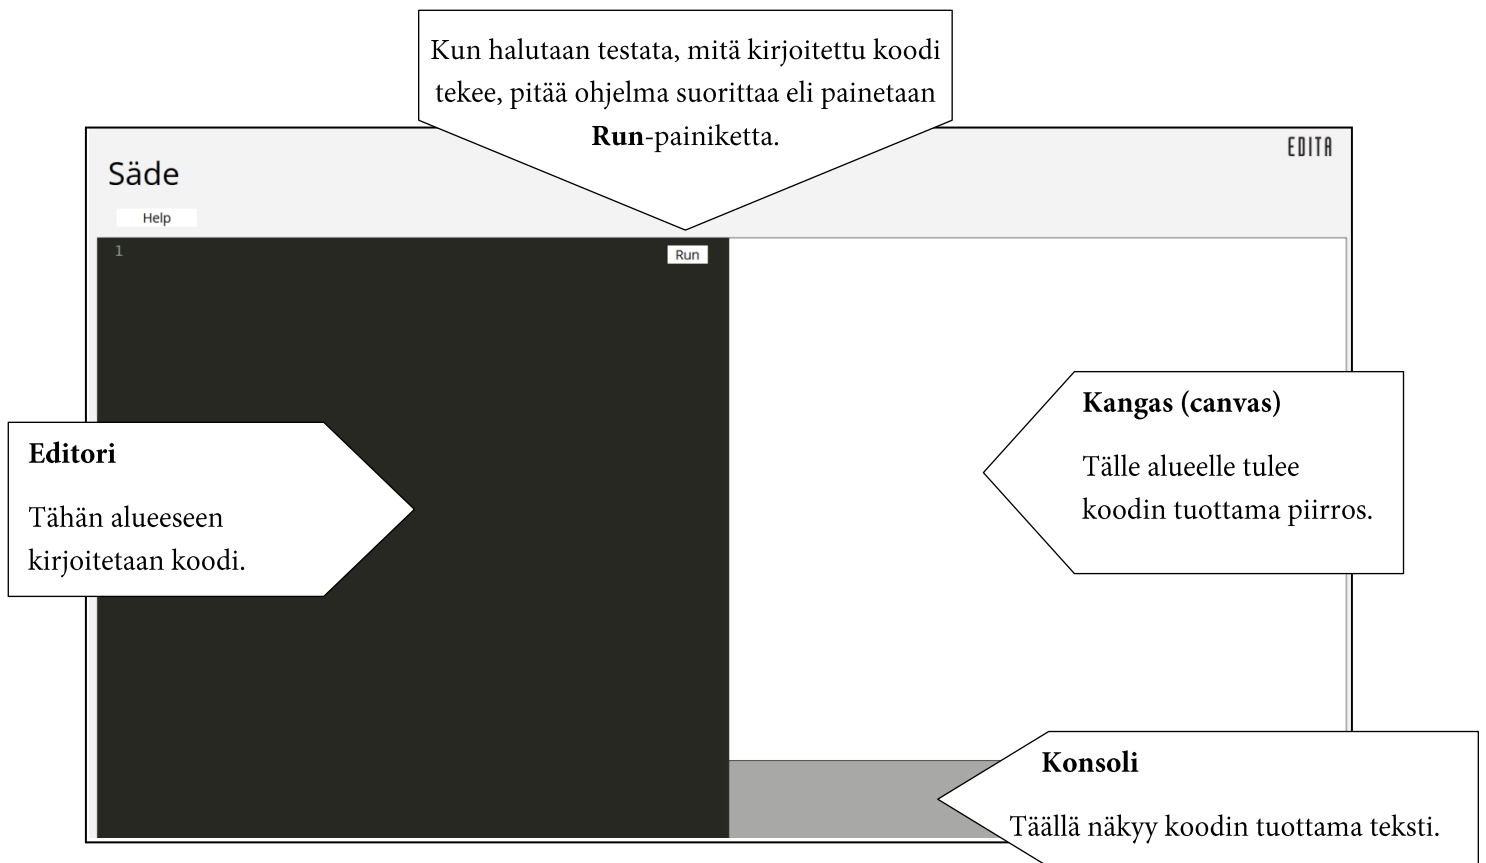 Kun halutaan testata, mitä kirjoitettu koodi
tekee, pitää ohjelma suorittaa eli painetaan
Run-painiketta.
EDITA
Säde
Help
1
Run
Kangas (canvas)
Tälle alueelle tulee
koodin tuottama piirros.
Editori
Tähän alueeseen
kirjoitetaan koodi.
Konsoli
Täällä näkyy koodin tuottama teksti.